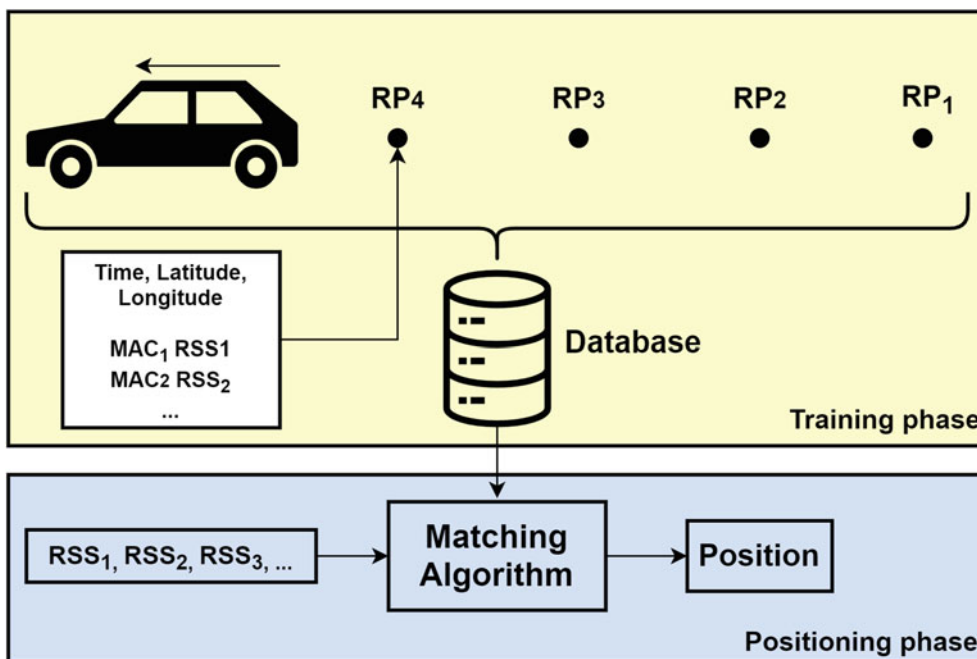 RP4 RP3 RP2 RP1
Time, Latitude,
Longitude
MAC1 RSS1
MAC2 RSS2
...
Database
Training phase
RSS1, RSS2, RSS3, ...
Matching
Algorithm
Position
Positioning phase